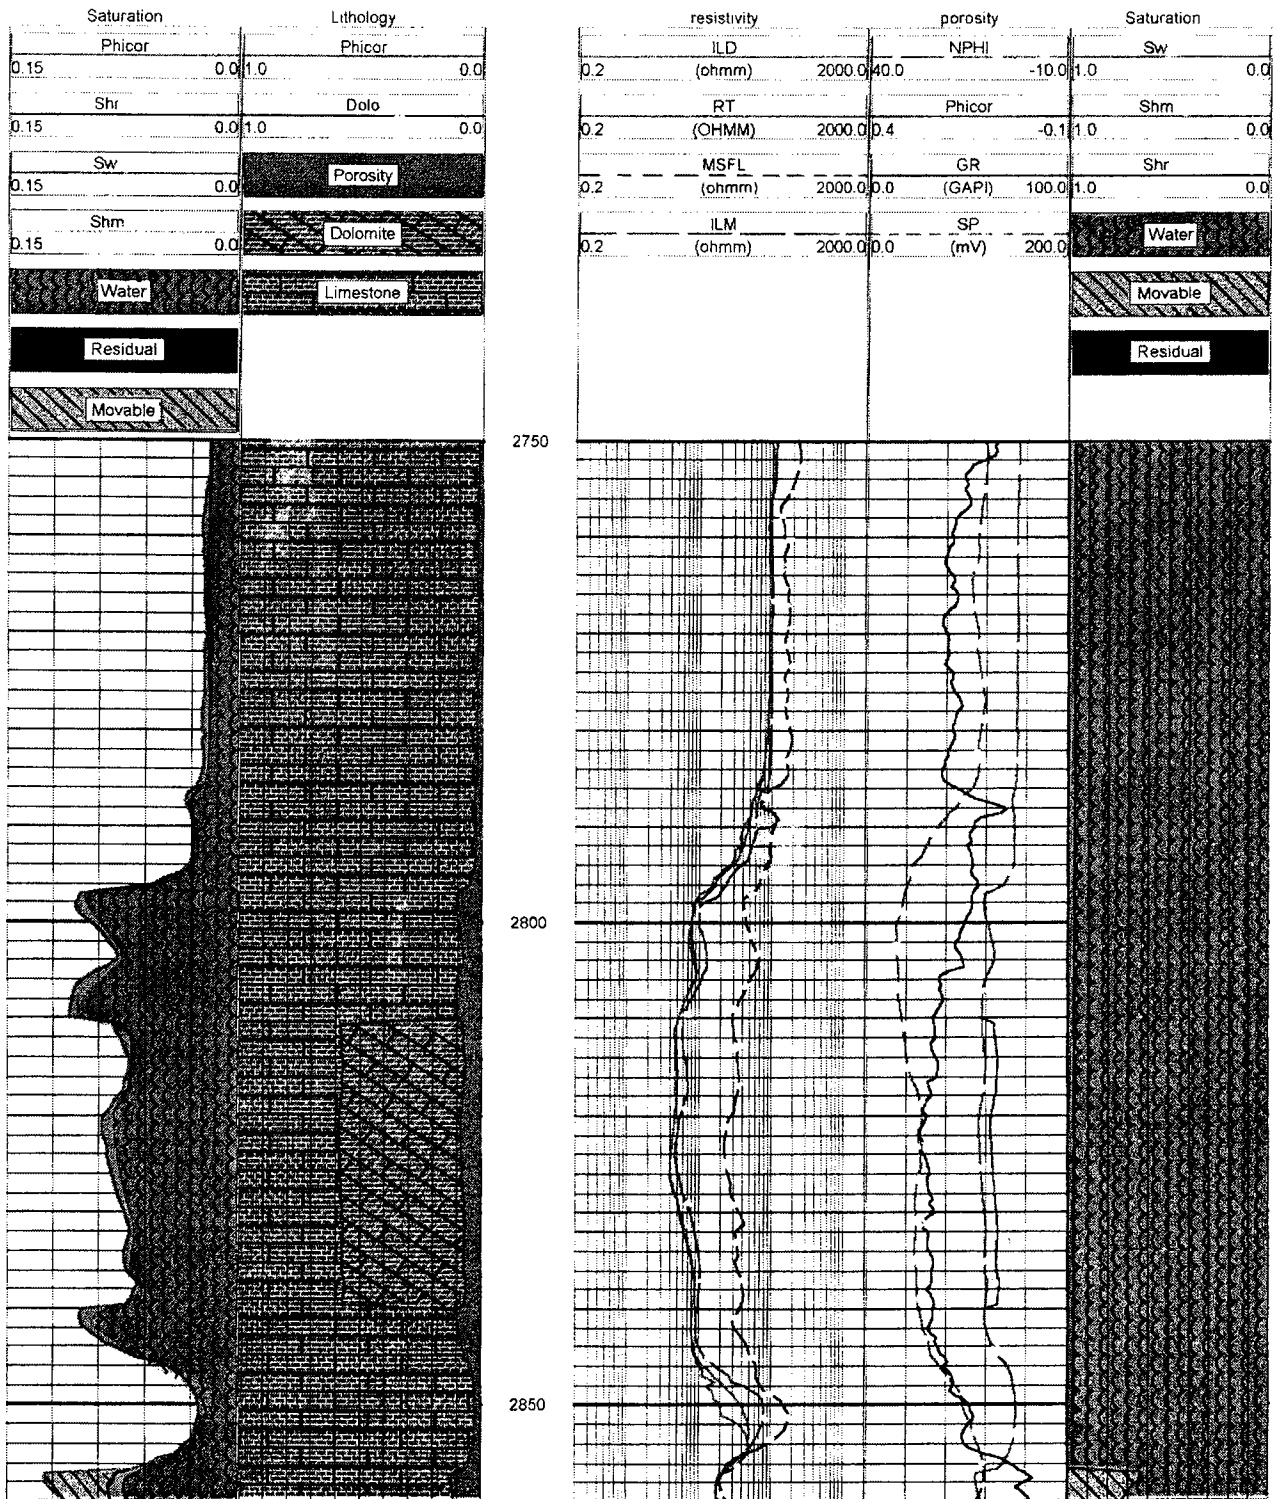 Saturation Lithology resistivity porosity Saturation
Phicor Phicor ILD NPHI Sw
0.15 0.0 1.0 0.0 0.2 (ohmm) 2000.0 40.0 -10.0 1.0 0.0
Shr Dolo RT Phicor Shm
0.15 0.0 1.0 0.0 0.2 (OHMM) 2000.0 0.4 -0.1 1.0 0.0
Sw Porosity MSFL GR Shr
0.15 0.0 0.2 (ohmm) 2000.0 0.0 (GAPI) 100.0 1.0 0.0
Shm Dolomite ILM SP Water
0.15 0.0 0.2 (ohmm) 2000.0 0.0 (mV) 200.0
Water Limestone Movable
Residual Residual
Movable
2750
2800
2850